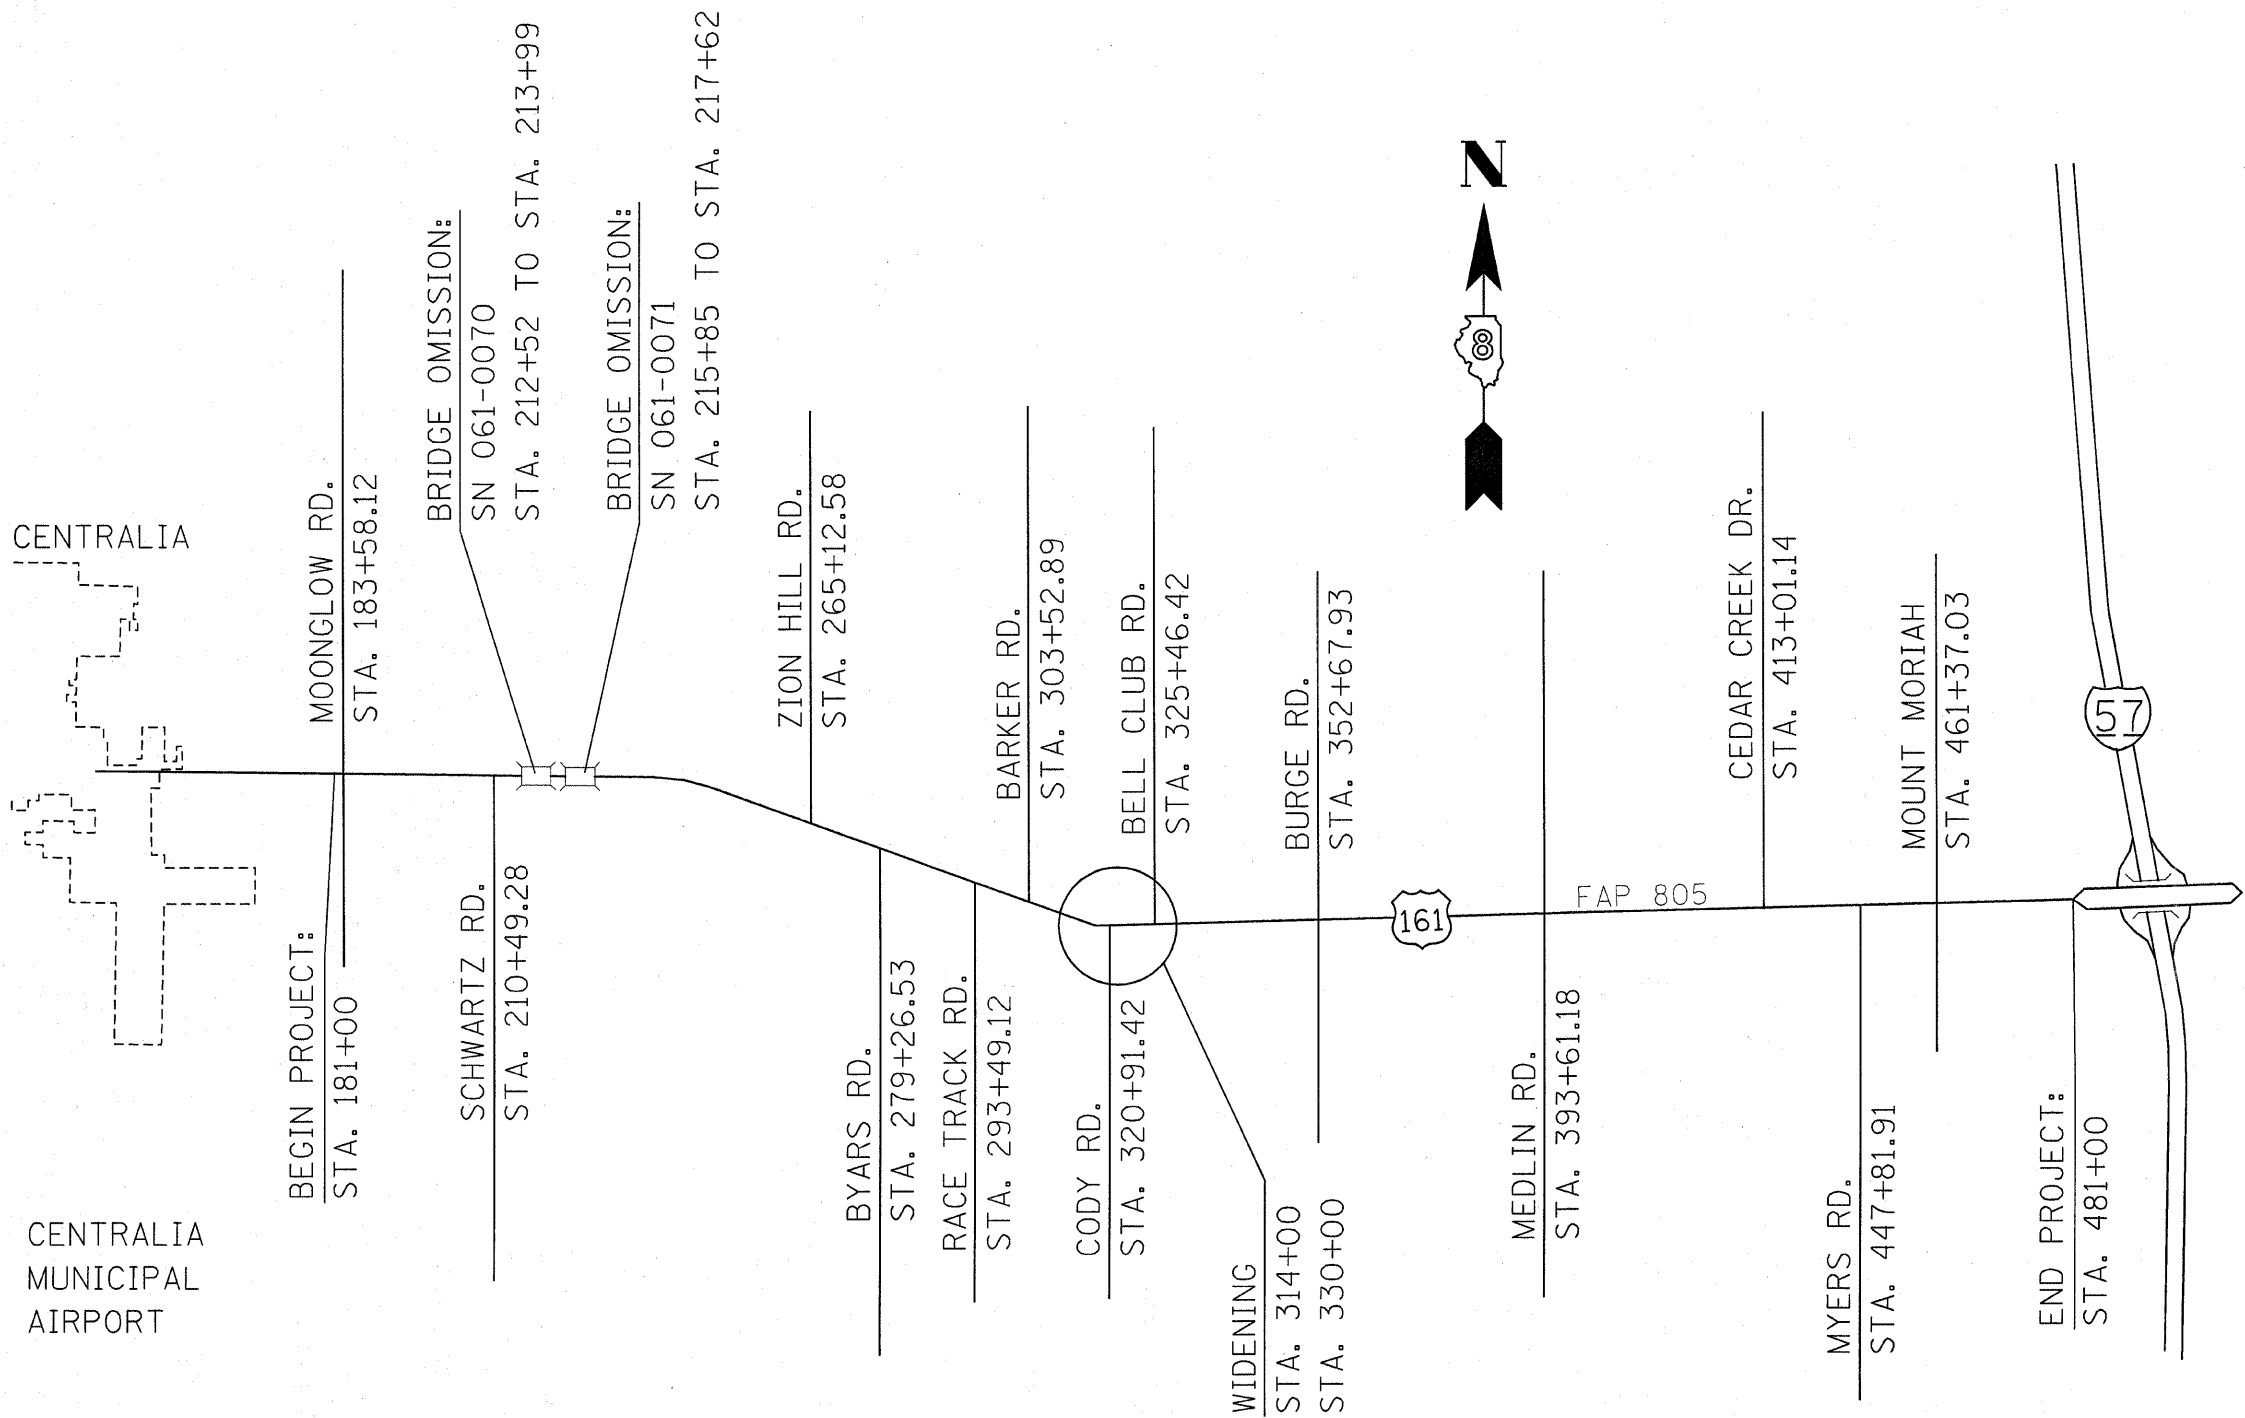 CENTRALIA
MOONGLOW RD.
STA. 183+58.12
BRIDGE OMISSION:
SN 061-0070
STA. 212+52 TO STA. 213+99
BRIDGE OMISSION:
SN 061-0071
STA. 215+85 TO STA. 217+62
ZION HILL RD.
STA. 265+12.58
BARKER RD.
STA. 303+52.89
BELL CLUB RD.
STA. 325+46.42
BURGE RD.
STA. 352+67.93
N
8
CEDAR CREEK DR.
STA. 413+01.14
MOUNT MORIAH
STA. 461+37.03
57
161
FAP 805
CENTRALIA
MUNICIPAL
AIRPORT
BEGIN PROJECT:
STA. 181+00
SCHWARTZ RD.
STA. 210+49.28
BYARS RD.
STA. 279+26.53
RACE TRACK RD.
STA. 293+49.12
CODY RD.
STA. 320+91.42
WIDENING
STA. 314+00
STA. 330+00
MEDLIN RD.
STA. 393+61.18
MYERS RD.
STA. 447+81.91
END PROJECT:
STA. 481+00